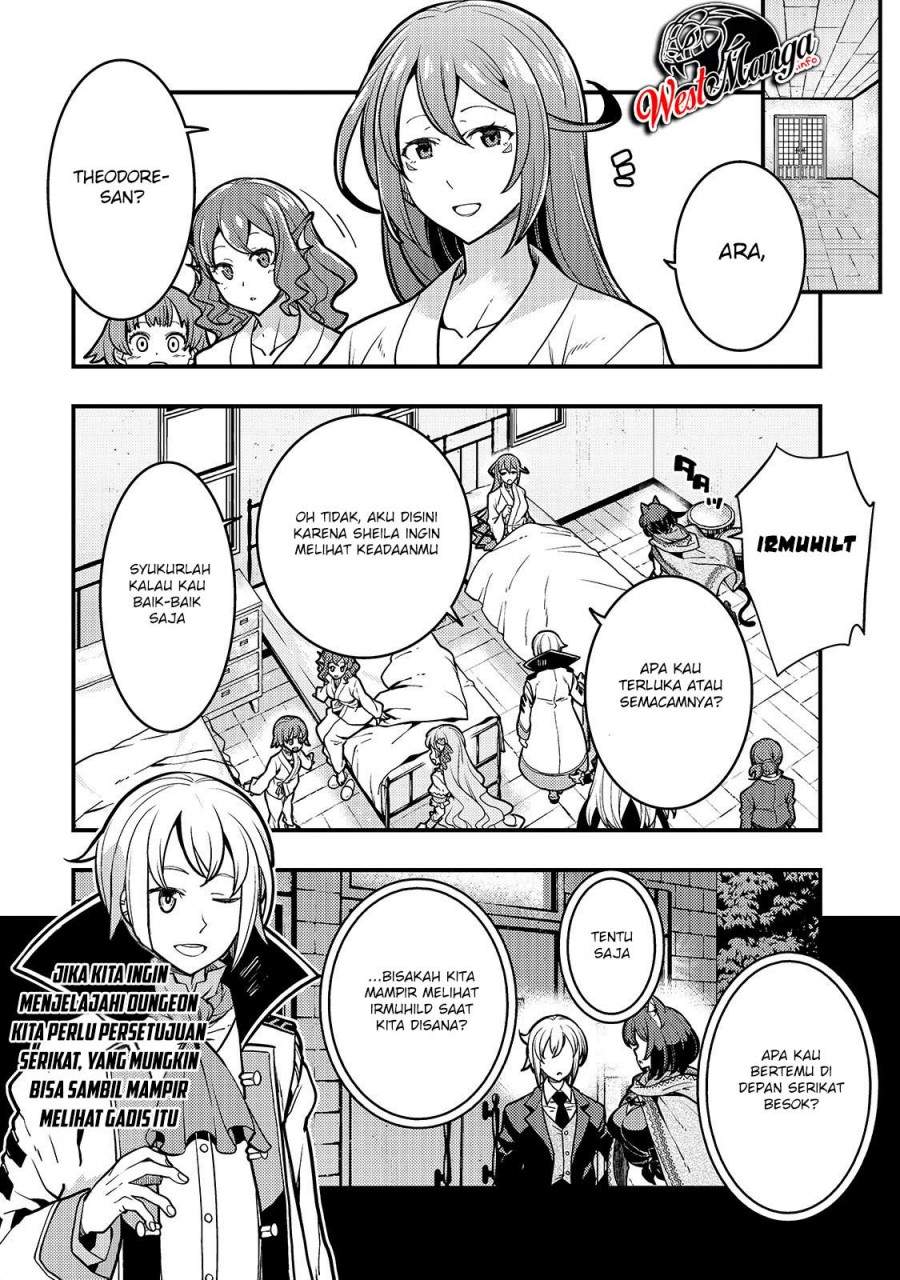 WestManga
.info
ARA,
THEODORE-
SAN?
IRMUHILT
APA KAU
TERLUKA ATAU
SEMACAMNYA?
OH TIDAK, AKU DISINI
KARENA SHEILA INGIN
MELIHAT KEADAANMU
SYUKURLAH
KALAU KAU
BAIK-BAIK
SAJA
APA KAU
BERTEMU DI
DEPAN SERIKAT
BESOK?
TENTU
SAJA
...BISAKAH KITA
MAMPIR MELIHAT
IRMUHILD SAAT
KITA DISANA?
JIKA KITA INGIN
MENJELAJAHI DUNGEON
KITA PERLU PERSETUJUAN
SERIKAT, YANG MUNGKIN
BISA SAMBIL MAMPIR
MELIHAT GADIS ITU